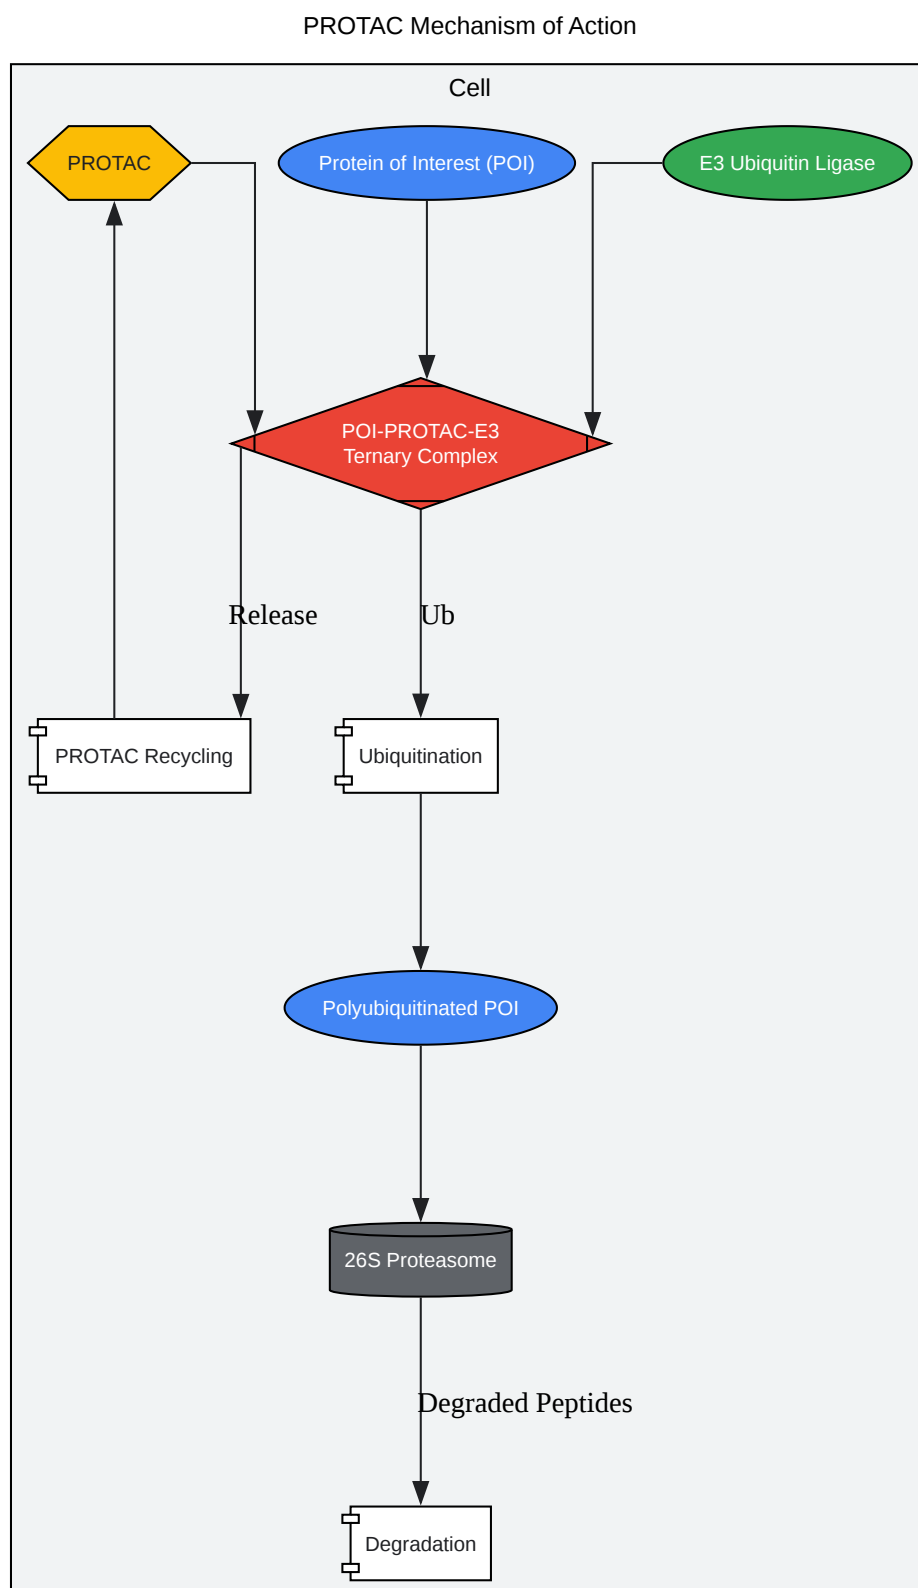 PROTAC Mechanism of Action
Cell
PROTAC
Protein of Interest (POI)
E3 Ubiquitin Ligase
POI-PROTAC-E3
Ternary Complex
Release
Ub
PROTAC Recycling
Ubiquitination
Polyubiquitinated POI
26S Proteasome
Degraded Peptides
Degradation